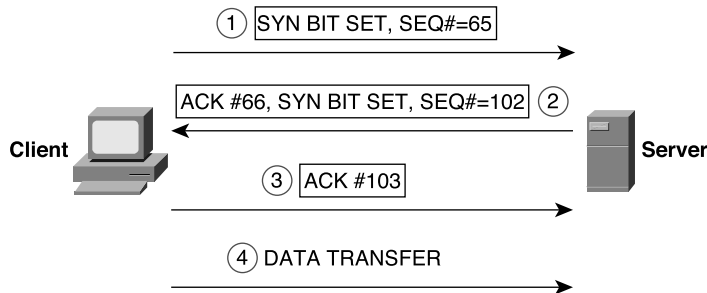 1 SYN BIT SET, SEQ#=65
ACK #66, SYN BIT SET, SEQ#=102 2
Client
Server
3 ACK #103
4 DATA TRANSFER